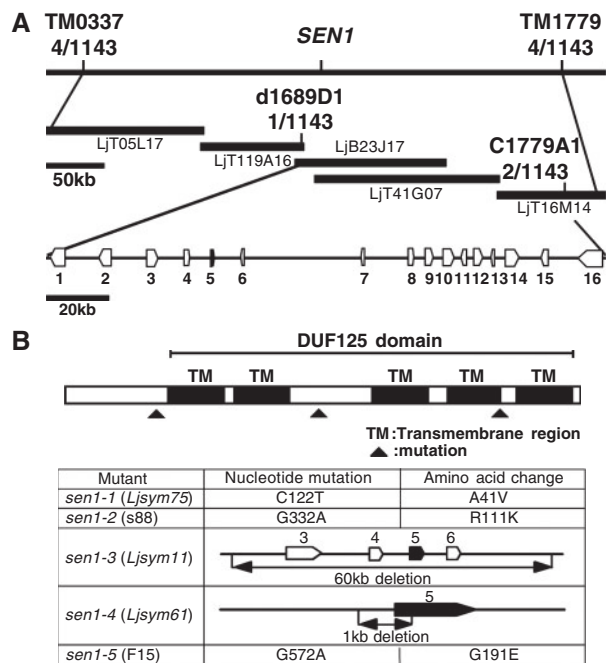 A
TM0337 SEN1 TM1779
4/1143 4/1143
d1689D1
1/1143
LjT05L17 LjB23J17 C1779A1
LjT119A16 2/1143
50kb LjT41G07 LjT16M14
1 2 3 4 5 6 7 8 9 10 11 12 13 14 15 16
20kb
B
DUF125 domain
TM TM TM TM TM
TM:Transmembrane region
:mutation
Mutant Nucleotide mutation Amino acid change
sen1-1 (Ljsym75) C122T A41V
sen1-2 (s88) G332A R111K
3 4 5 6
sen1-3 (Ljsym11)
60kb deletion
5
sen1-4 (Ljsym61)
1kb deletion
sen1-5 (F15) G572A G191E